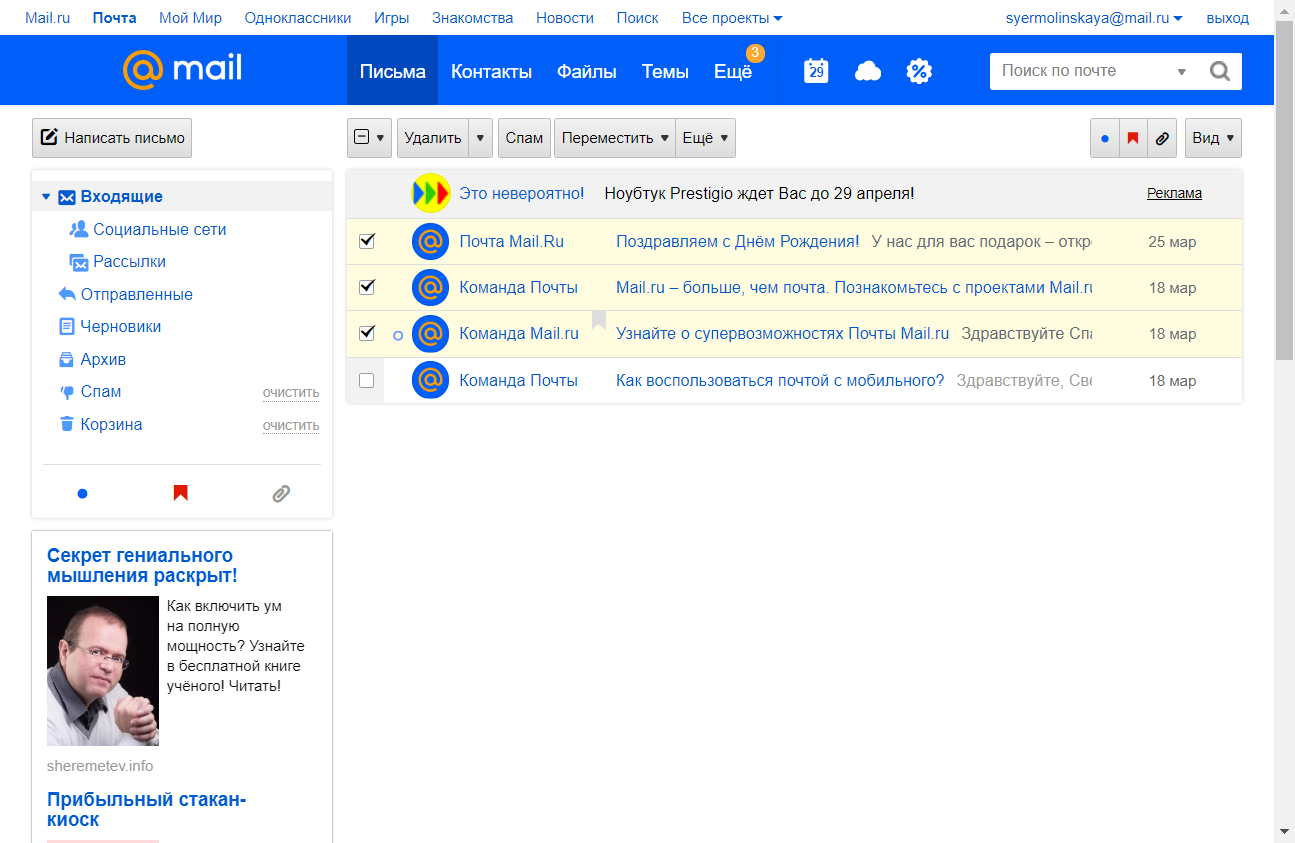 Mail.ru Почта Мой Мир Одноклассники Игры Знакомства Новости Поиск Все проекты syermolinskaya@mail.ru выход
@mail Письма Контакты Файлы Темы Ещё 3 29 Поиск по почте
Написать письмо Удалить Спам Переместить Ещё Вид
Входящие
Социальные сети
Рассылки
Отправленные
Черновики
Архив
Спам очистить
Корзина очистить
Это невероятно! Ноубтук Prestigio ждет Вас до 29 апреля! Реклама
Почта Mail.Ru Поздравляем с Днём Рождения! У нас для вас подарок – откр 25 мар
Команда Почты Mail.ru – больше, чем почта. Познакомьтесь с проектами Mail.ru 18 мар
Команда Mail.ru Узнайте о супервозможностях Почты Mail.ru Здравствуйте Спа 18 мар
Команда Почты Как воспользоваться почтой с мобильного? Здравствуйте, Све 18 мар
Секрет гениального
мышления раскрыт!
Как включить ум
на полную
мощность? Узнайте
в бесплатной книге
учёного! Читать!
sheremetev.info
Прибыльный стакан-
киоск